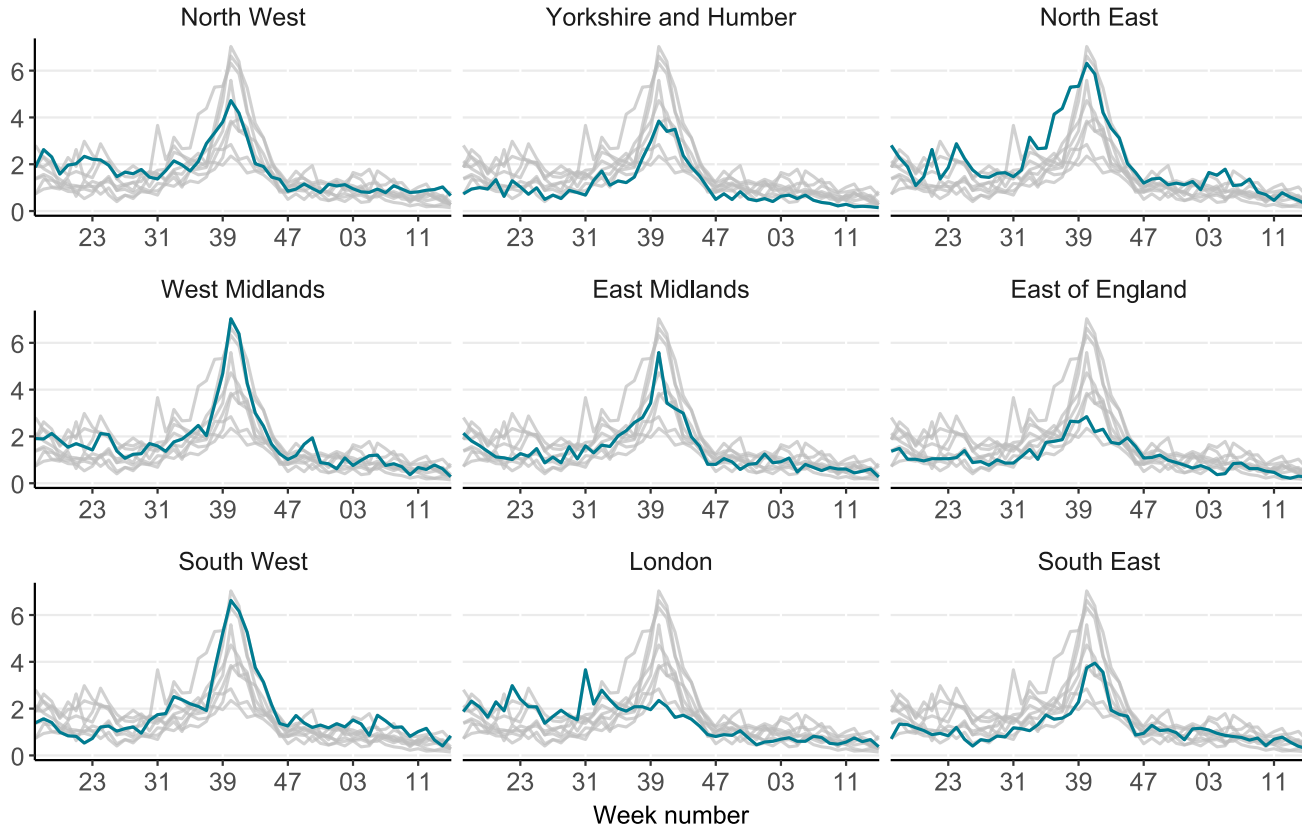 North West Yorkshire and Humber North East
6
4
2
0
23 31 39 47 03 11 23 31 39 47 03 11 23 31 39 47 03 11
West Midlands East Midlands East of England
6
4
2
0
23 31 39 47 03 11 23 31 39 47 03 11 23 31 39 47 03 11
South West London South East
6
4
2
0
23 31 39 47 03 11 23 31 39 47 03 11 23 31 39 47 03 11
Week number